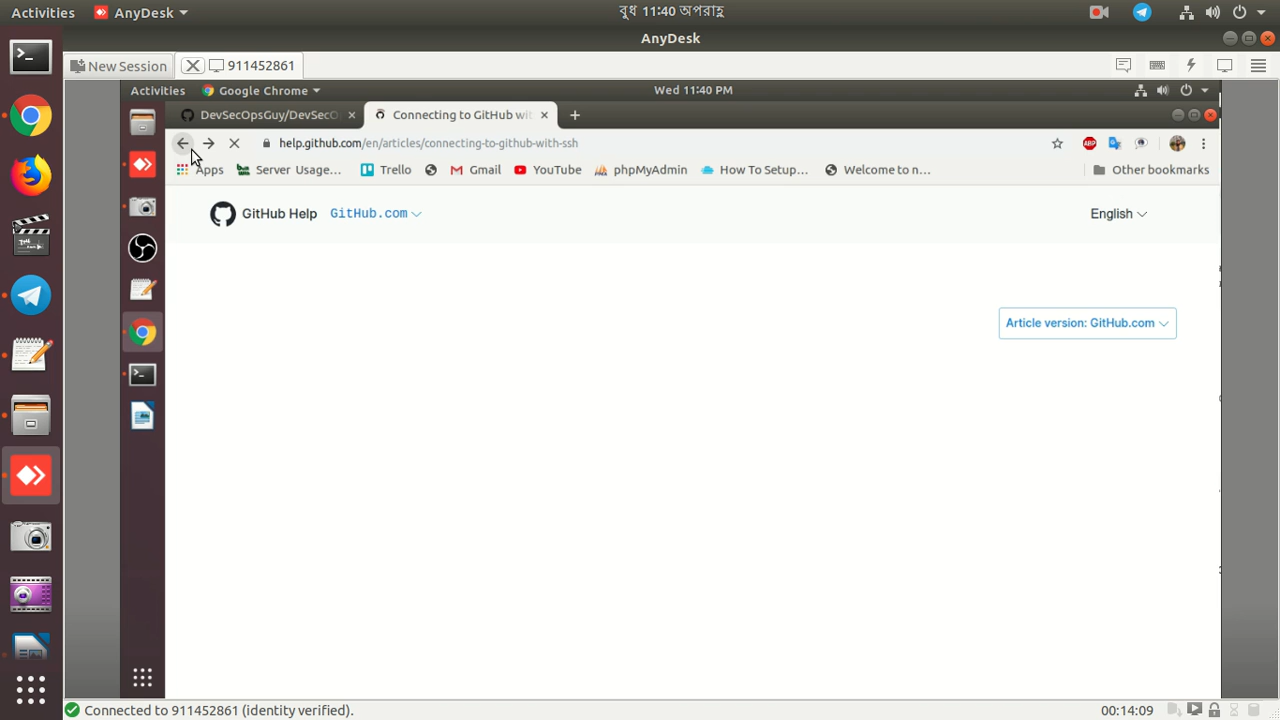 Activities AnyDesk বুধ 11:40 অপরাহ্ণ
AnyDesk
New Session 911452861
Activities Google Chrome Wed 11:40 PM
DevSecOpsGuy/DevSecO Connecting to GitHub wit
help.github.com/en/articles/connecting-to-github-with-ssh
Apps Server Usage... Trello Gmail YouTube phpMyAdmin How To Setup... Welcome to n... Other bookmarks
GitHub Help GitHub.com English
Article version: GitHub.com
Connected to 911452861 (identity verified). 00:14:09